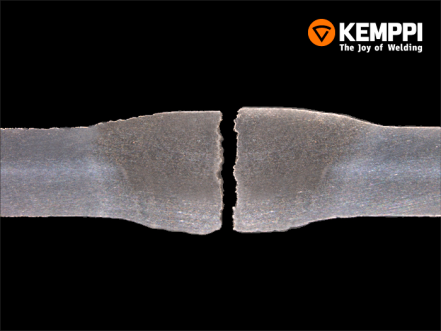 KEMPPI
The Joy of Welding